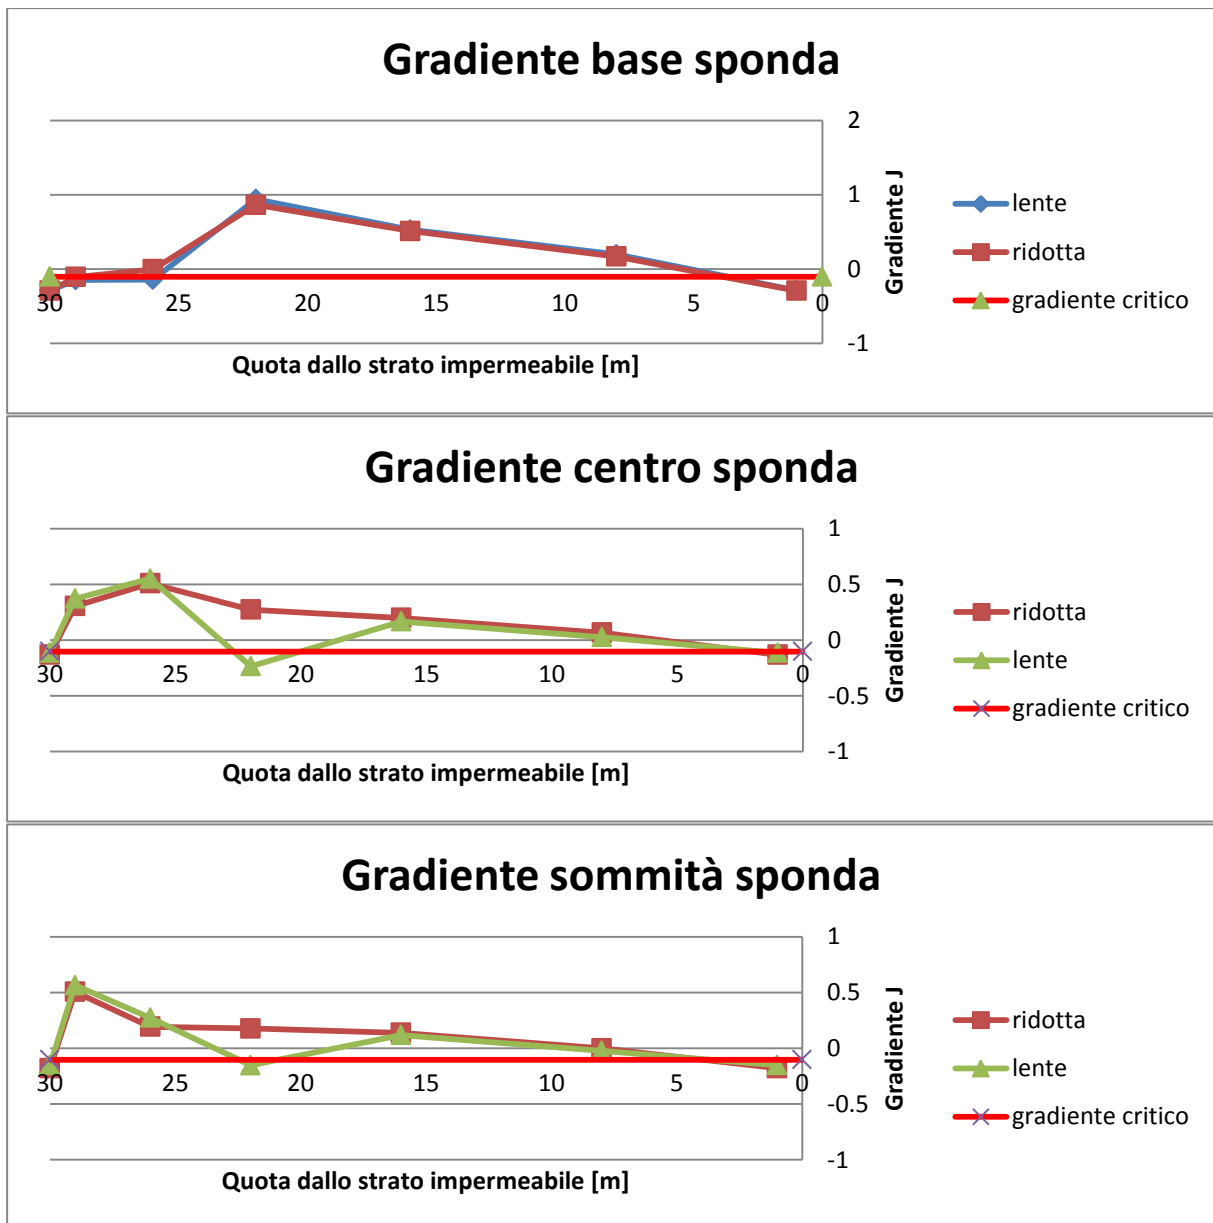 Gradiente base sponda
2
1
0
-1
30 25 20 15 10 5 0
Gradiente J
Quota dallo strato impermeabile [m]
lente
ridotta
gradiente critico
Gradiente centro sponda
1
0.5
0
-0.5
-1
30 25 20 15 10 5 0
Gradiente J
Quota dallo strato impermeabile [m]
ridotta
lente
gradiente critico
Gradiente sommità sponda
1
0.5
0
-0.5
-1
30 25 20 15 10 5 0
Gradiente J
Quota dallo strato impermeabile [m]
ridotta
lente
gradiente critico